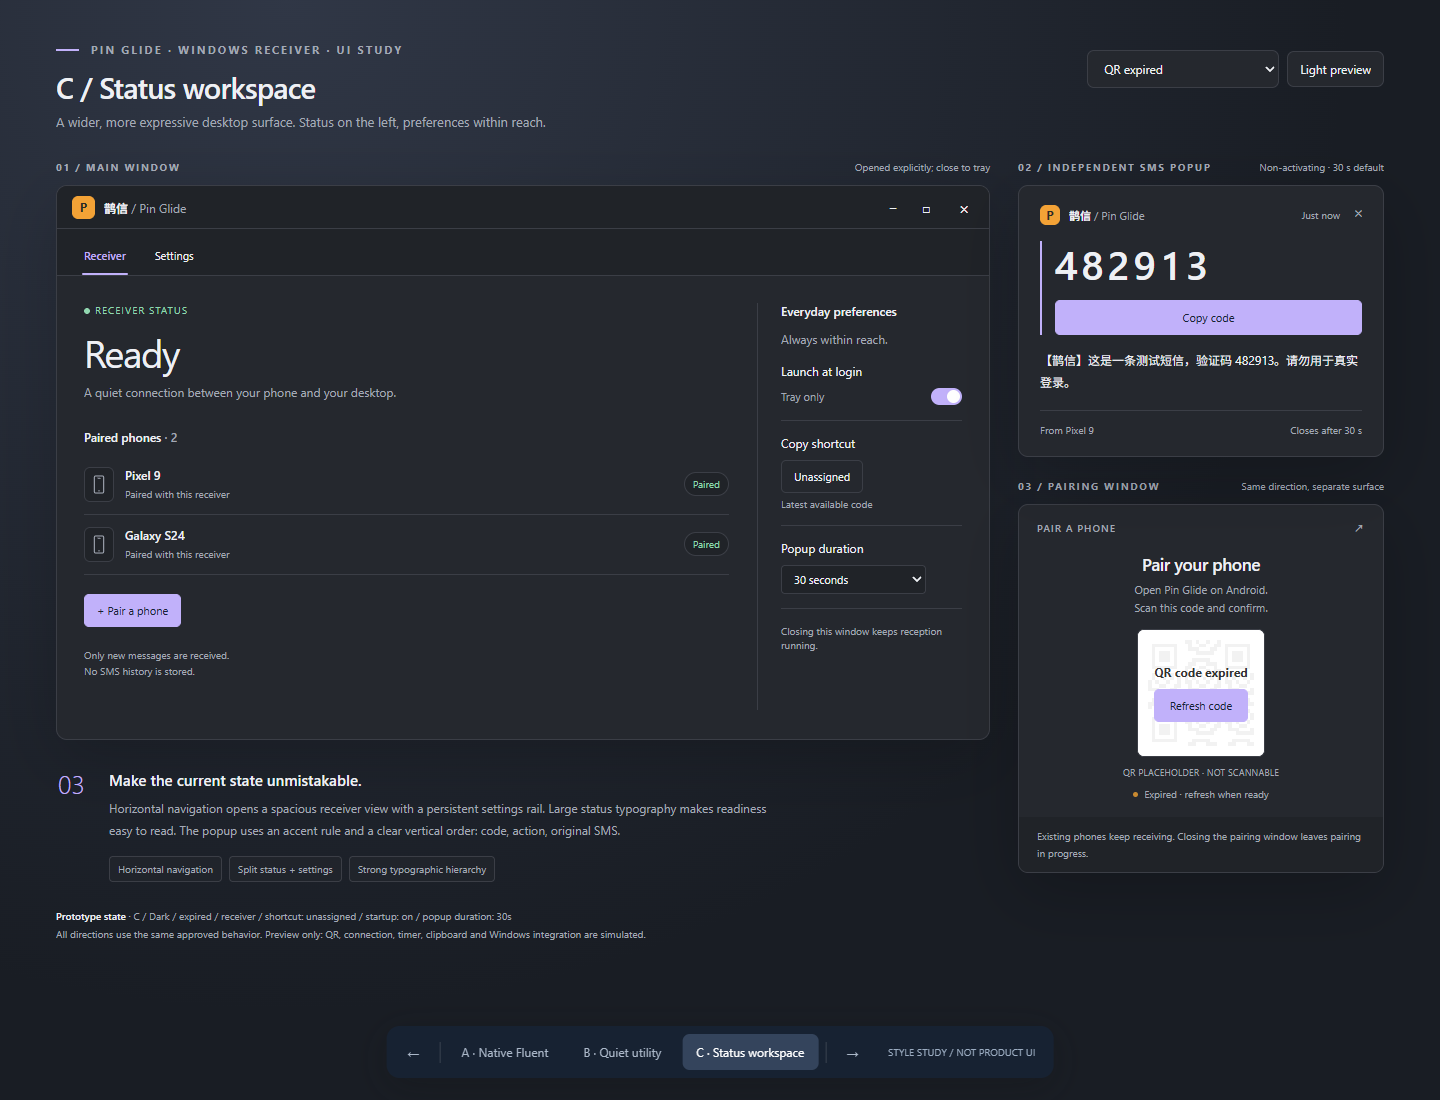 PIN GLIDE · WINDOWS RECEIVER · UI STUDY
C / Status workspace
A wider, more expressive desktop surface. Status on the left, preferences within reach.
QR expired
Light preview
01 / MAIN WINDOW
Opened explicitly; close to tray
P
鹊信 / Pin Glide
Receiver
Settings
RECEIVER STATUS
Ready
A quiet connection between your phone and your desktop.
Paired phones · 2
Pixel 9
Paired with this receiver
Paired
Galaxy S24
Paired with this receiver
Paired
+ Pair a phone
Only new messages are received.
No SMS history is stored.
Everyday preferences
Always within reach.
Launch at login
Tray only
Copy shortcut
Unassigned
Latest available code
Popup duration
30 seconds
Closing this window keeps reception
running.
02 / INDEPENDENT SMS POPUP
Non-activating · 30 s default
P
鹊信 / Pin Glide
Just now
482913
Copy code
【鹊信】这是一条测试短信，验证码 482913。请勿用于真实
登录。
From Pixel 9
Closes after 30 s
03 / PAIRING WINDOW
Same direction, separate surface
PAIR A PHONE
Pair your phone
Open Pin Glide on Android.
Scan this code and confirm.
QR code expired
Refresh code
QR PLACEHOLDER · NOT SCANNABLE
Expired · refresh when ready
Existing phones keep receiving. Closing the pairing window leaves pairing
in progress.
03
Make the current state unmistakable.
Horizontal navigation opens a spacious receiver view with a persistent settings rail. Large status typography makes readiness
easy to read. The popup uses an accent rule and a clear vertical order: code, action, original SMS.
Horizontal navigation
Split status + settings
Strong typographic hierarchy
Prototype state · C / Dark / expired / receiver / shortcut: unassigned / startup: on / popup duration: 30s
All directions use the same approved behavior. Preview only: QR, connection, timer, clipboard and Windows integration are simulated.
A · Native Fluent
B · Quiet utility
C · Status workspace
STYLE STUDY / NOT PRODUCT UI